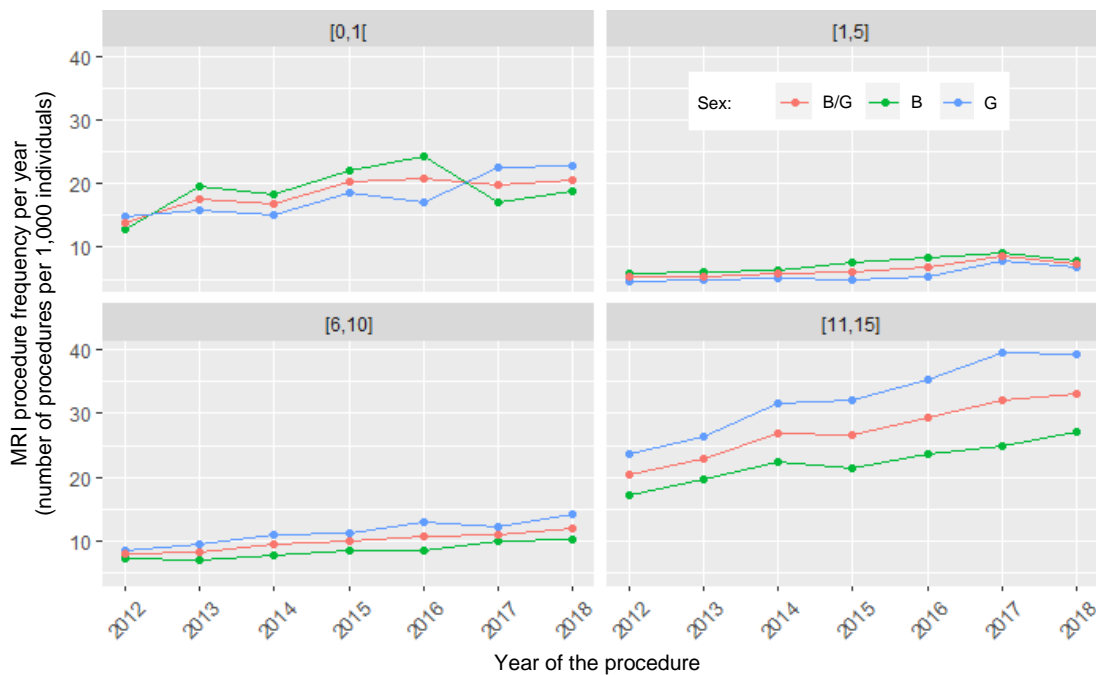 [0,1[
[1,5]
40
30
20
10
Sex: B/G B G
[6,10]
[11,15]
40
30
20
10
MRI procedure frequency per year
(number of procedures per 1,000 individuals)
2012 2013 2014 2015 2016 2017 2018
2012 2013 2014 2015 2016 2017 2018
Year of the procedure